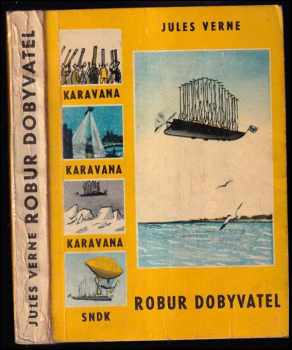 JULES VERNE ROBUR DOBYVATEL
KARAVANA
KARAVANA
KARAVANA
SNDK
JULES VERNE
ROBUR DOBYVATEL